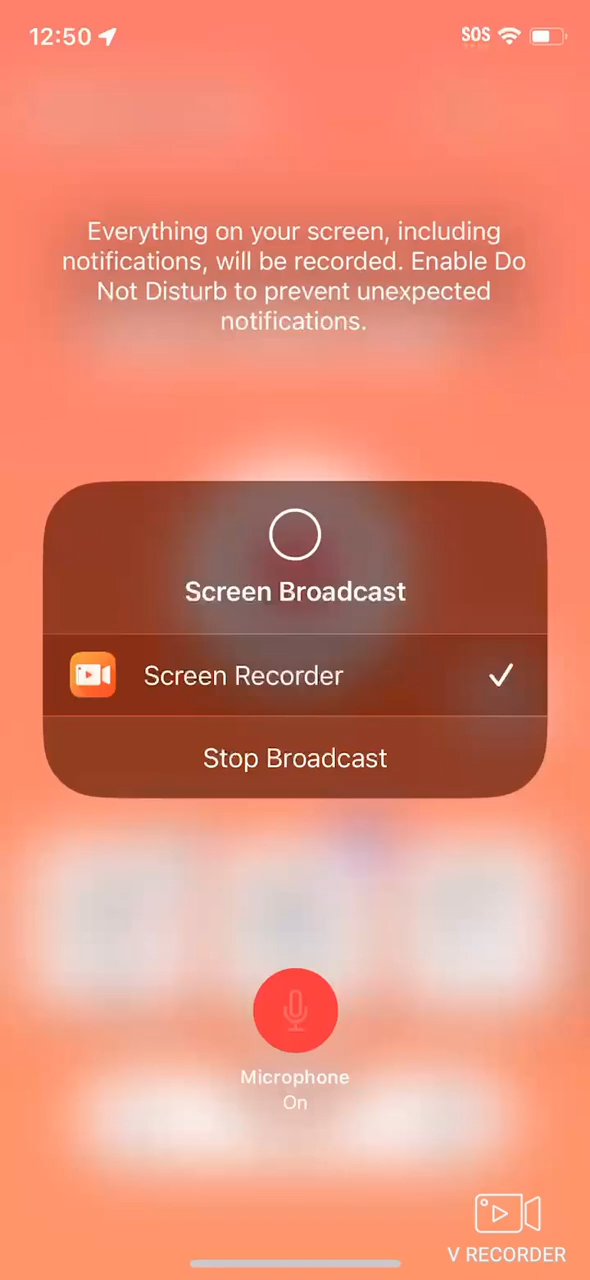 12:50
SOS
Everything on your screen, including
notifications, will be recorded. Enable Do
Not Disturb to prevent unexpected
notifications.
Screen Broadcast
Screen Recorder
Stop Broadcast
Microphone
On
V RECORDER